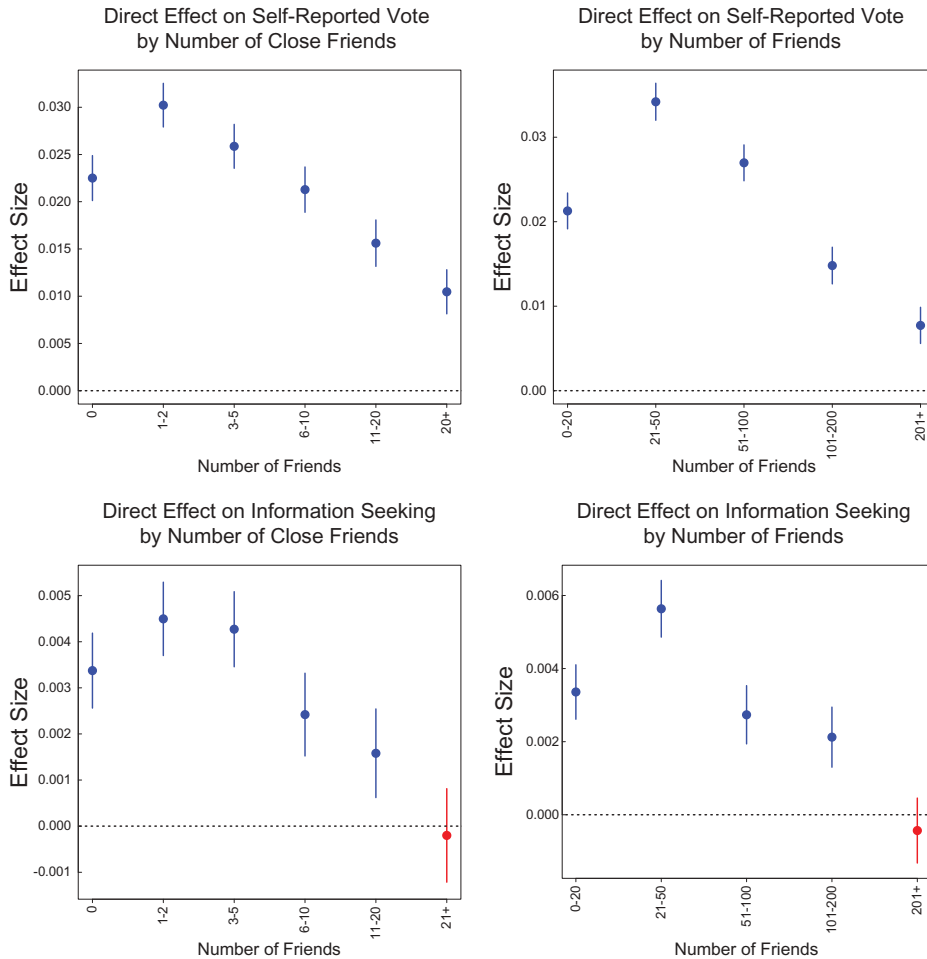 Direct Effect on Self-Reported Vote
by Number of Close Friends
Effect Size
0.030
0.025
0.020
0.015
0.010
0.005
0.000
0
1-2
3-5
6-10
11-20
20+
Number of Friends
Direct Effect on Self-Reported Vote
by Number of Friends
Effect Size
0.03
0.02
0.01
0.00
0-20
21-50
51-100
101-200
201+
Number of Friends
Direct Effect on Information Seeking
by Number of Close Friends
Effect Size
0.005
0.004
0.003
0.002
0.001
0.000
-0.001
0
1-2
3-5
6-10
11-20
21+
Number of Friends
Direct Effect on Information Seeking
by Number of Friends
Effect Size
0.006
0.004
0.002
0.000
0-20
21-50
51-100
101-200
201+
Number of Friends